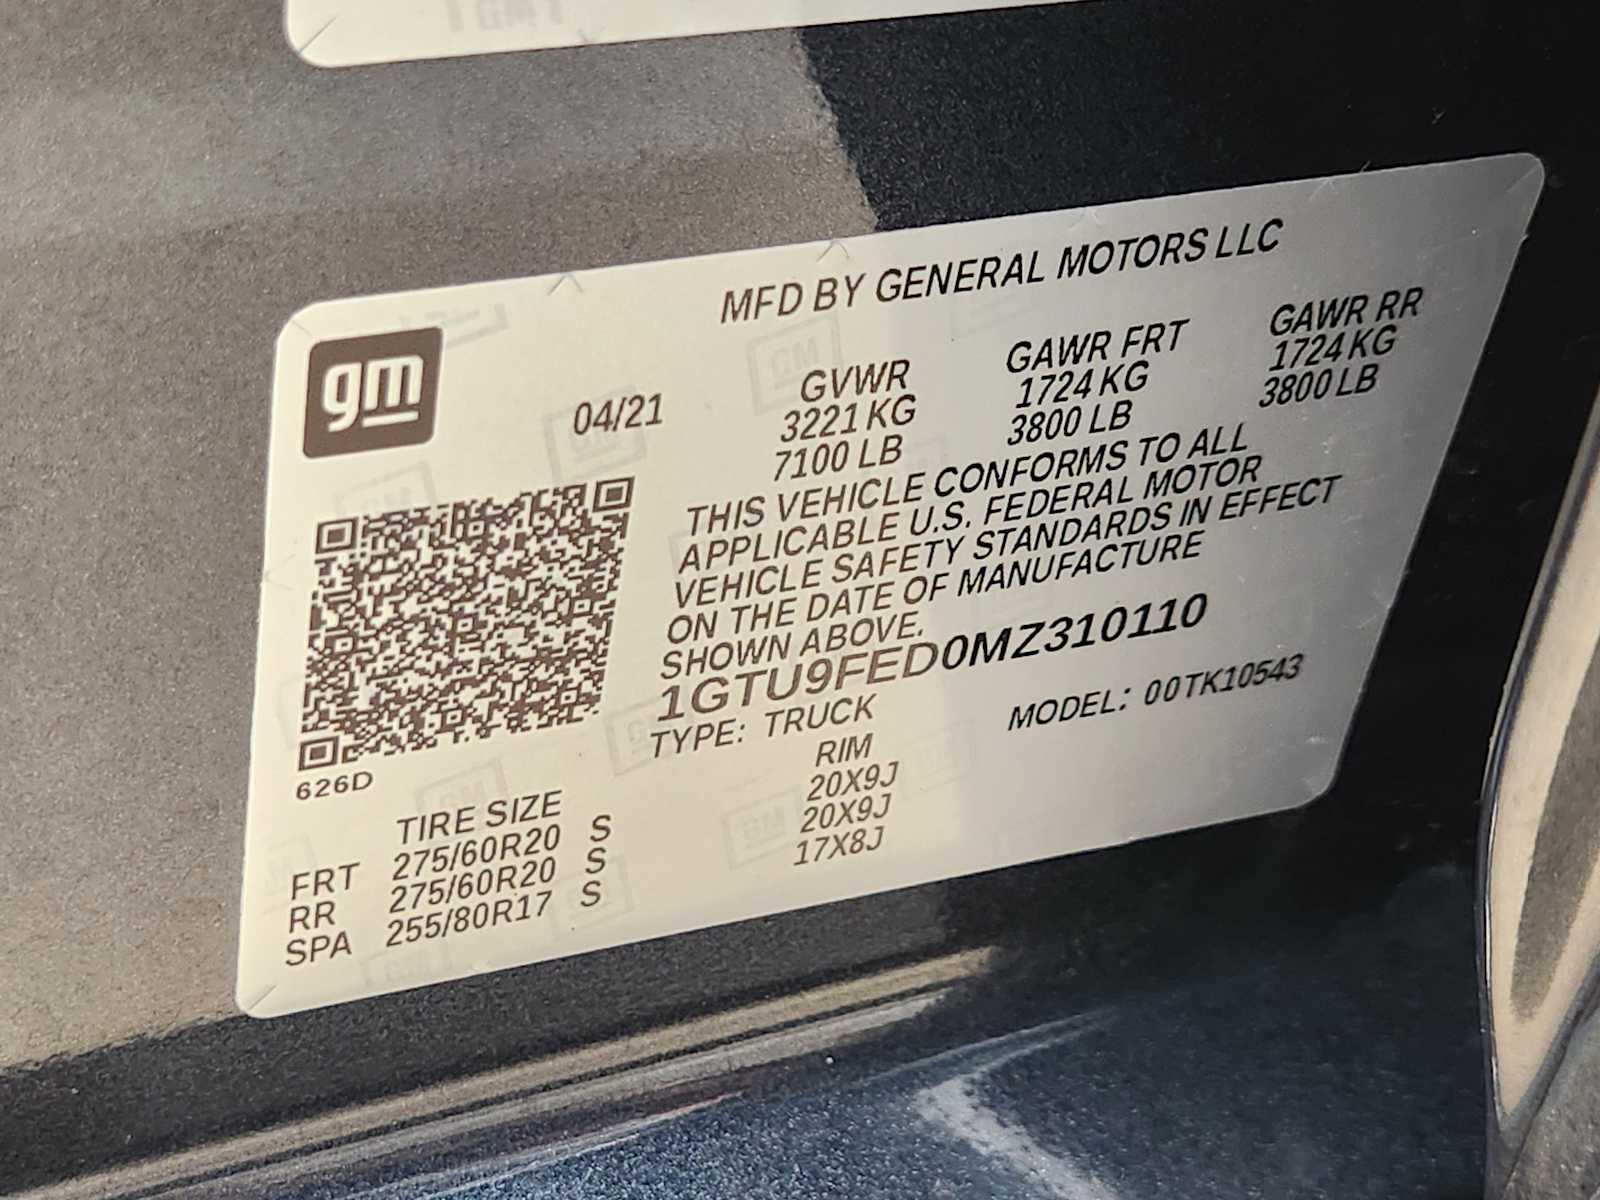 MFD BY GENERAL MOTORS LLC
gm
04/21
GVWR GAWR FRT GAWR RR
3221 KG 1724 KG 1724 KG
7100 LB 3800 LB 3800 LB
THIS VEHICLE CONFORMS TO ALL
APPLICABLE U.S. FEDERAL MOTOR
VEHICLE SAFETY STANDARDS IN EFFECT
ON THE DATE OF MANUFACTURE
SHOWN ABOVE.
1GTU9FED0MZ310110
TYPE: TRUCK MODEL: 00TK10543
626D
TIRE SIZE RIM
FRT 275/60R20 S 20X9J
RR 275/60R20 S 20X9J
SPA 255/80R17 S 17X8J